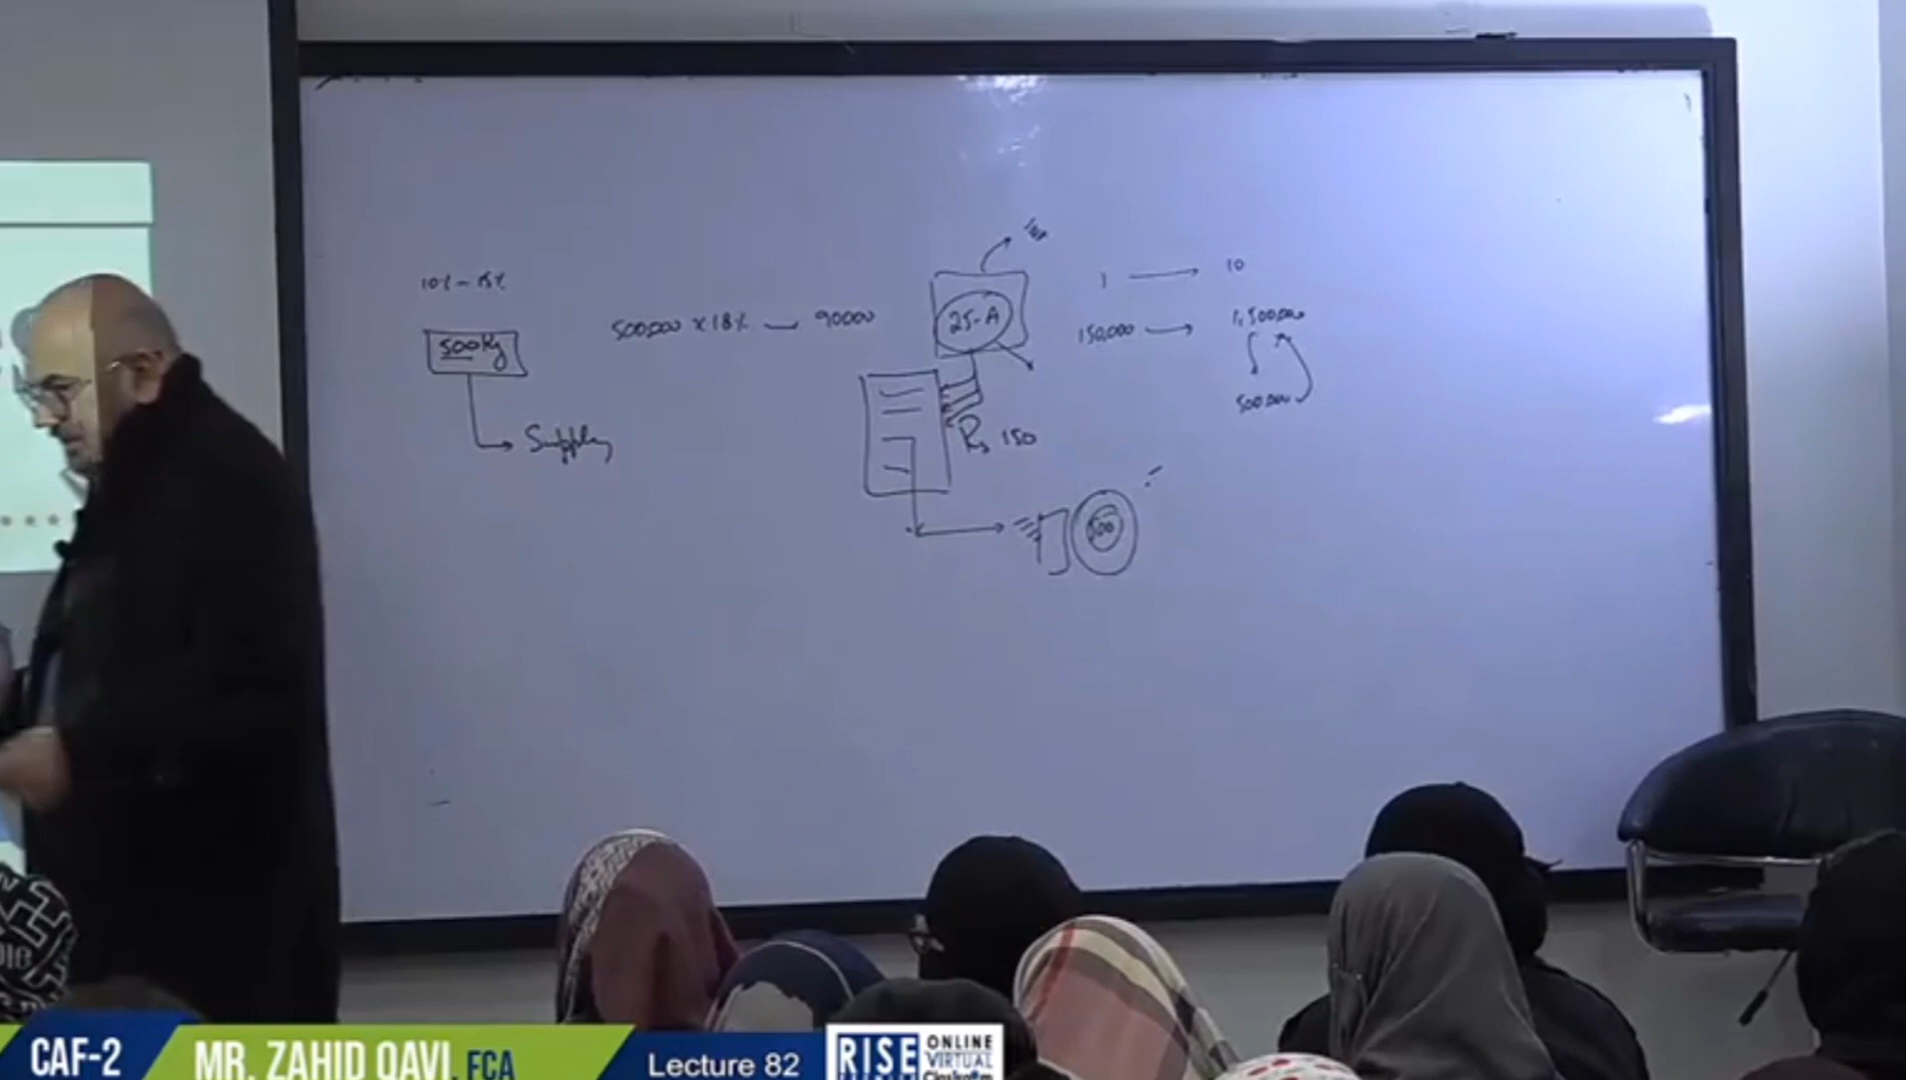 10% - 15%
500Kg
Supply
500,000 x 18% — 90000
25-A
Rs 150
500
1 → 10
150,000 → 1,500,000
500,000
CAF-2
MR. ZAHID QAVI, FCA
Lecture 82
RISE
ONLINE
VIRTUAL